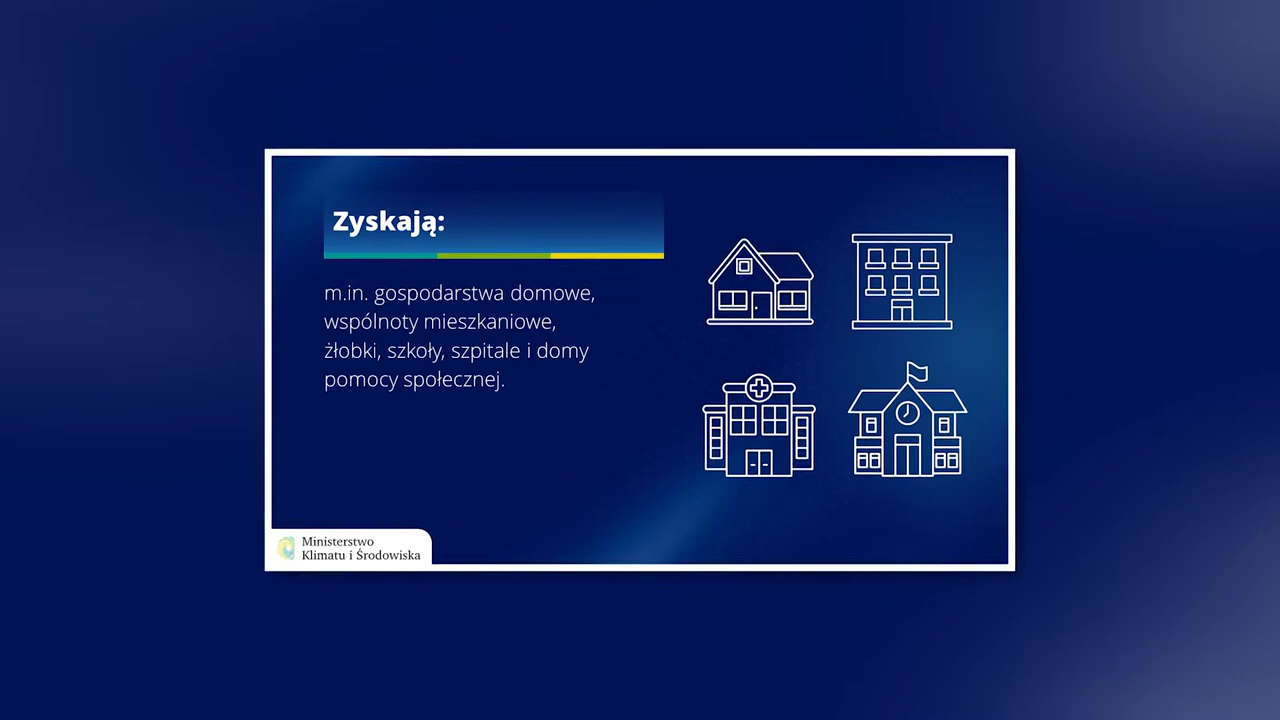 Zyskają:
m.in. gospodarstwa domowe,
wspólnoty mieszkaniowe,
żłobki, szkoły, szpitale i domy
pomocy społecznej.
Ministerstwo
Klimatu i Środowiska